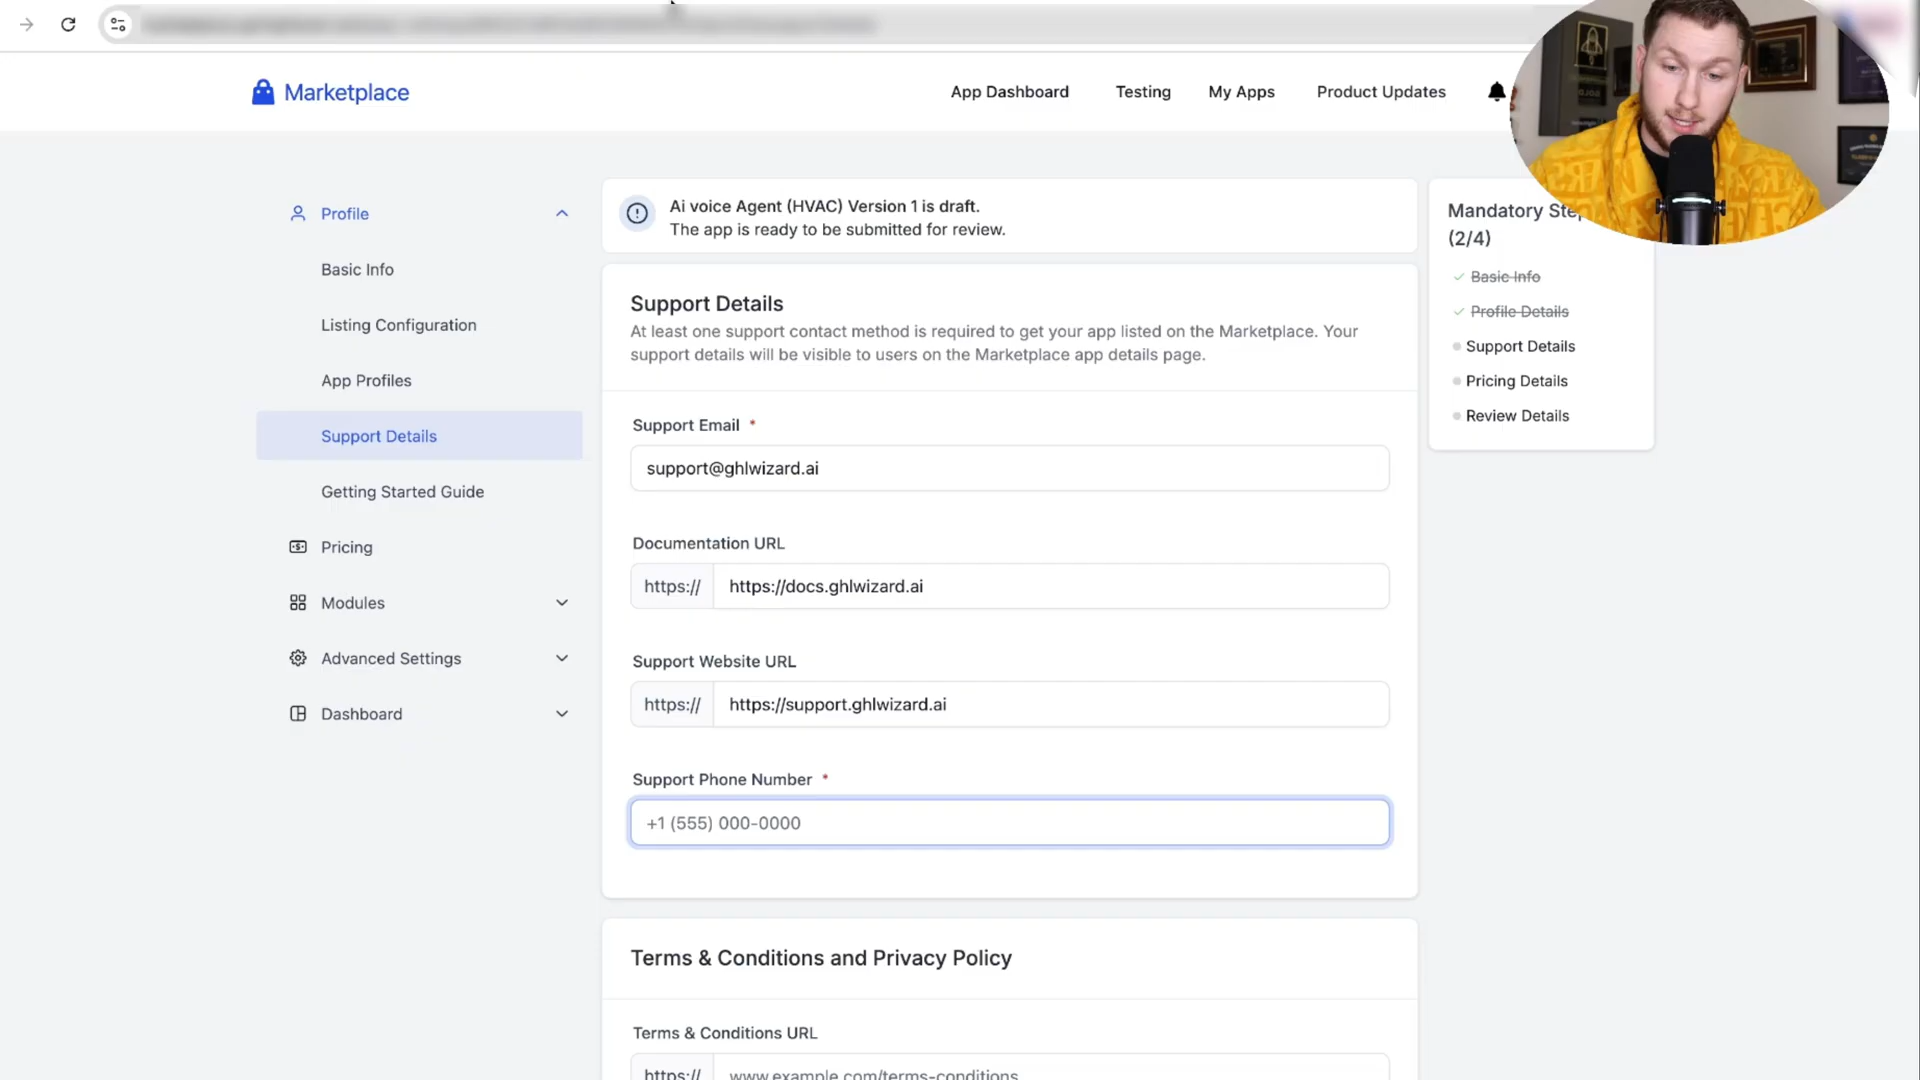 Marketplace
App Dashboard
Testing
My Apps
Product Updates
Profile
Basic Info
Listing Configuration
App Profiles
Support Details
Getting Started Guide
Pricing
Modules
Advanced Settings
Dashboard
Ai voice Agent (HVAC) Version 1 is draft.
The app is ready to be submitted for review.
Support Details
At least one support contact method is required to get your app listed on the Marketplace. Your
support details will be visible to users on the Marketplace app details page.
Support Email *
support@ghlwizard.ai
Documentation URL
https:// https://docs.ghlwizard.ai
Support Website URL
https:// https://support.ghlwizard.ai
Support Phone Number *
+1 (555) 000-0000
Terms & Conditions and Privacy Policy
Terms & Conditions URL
https:// www.example.com/terms-conditions
Mandatory
(2/4)
Basic Info
Profile Details
Support Details
Pricing Details
Review Details